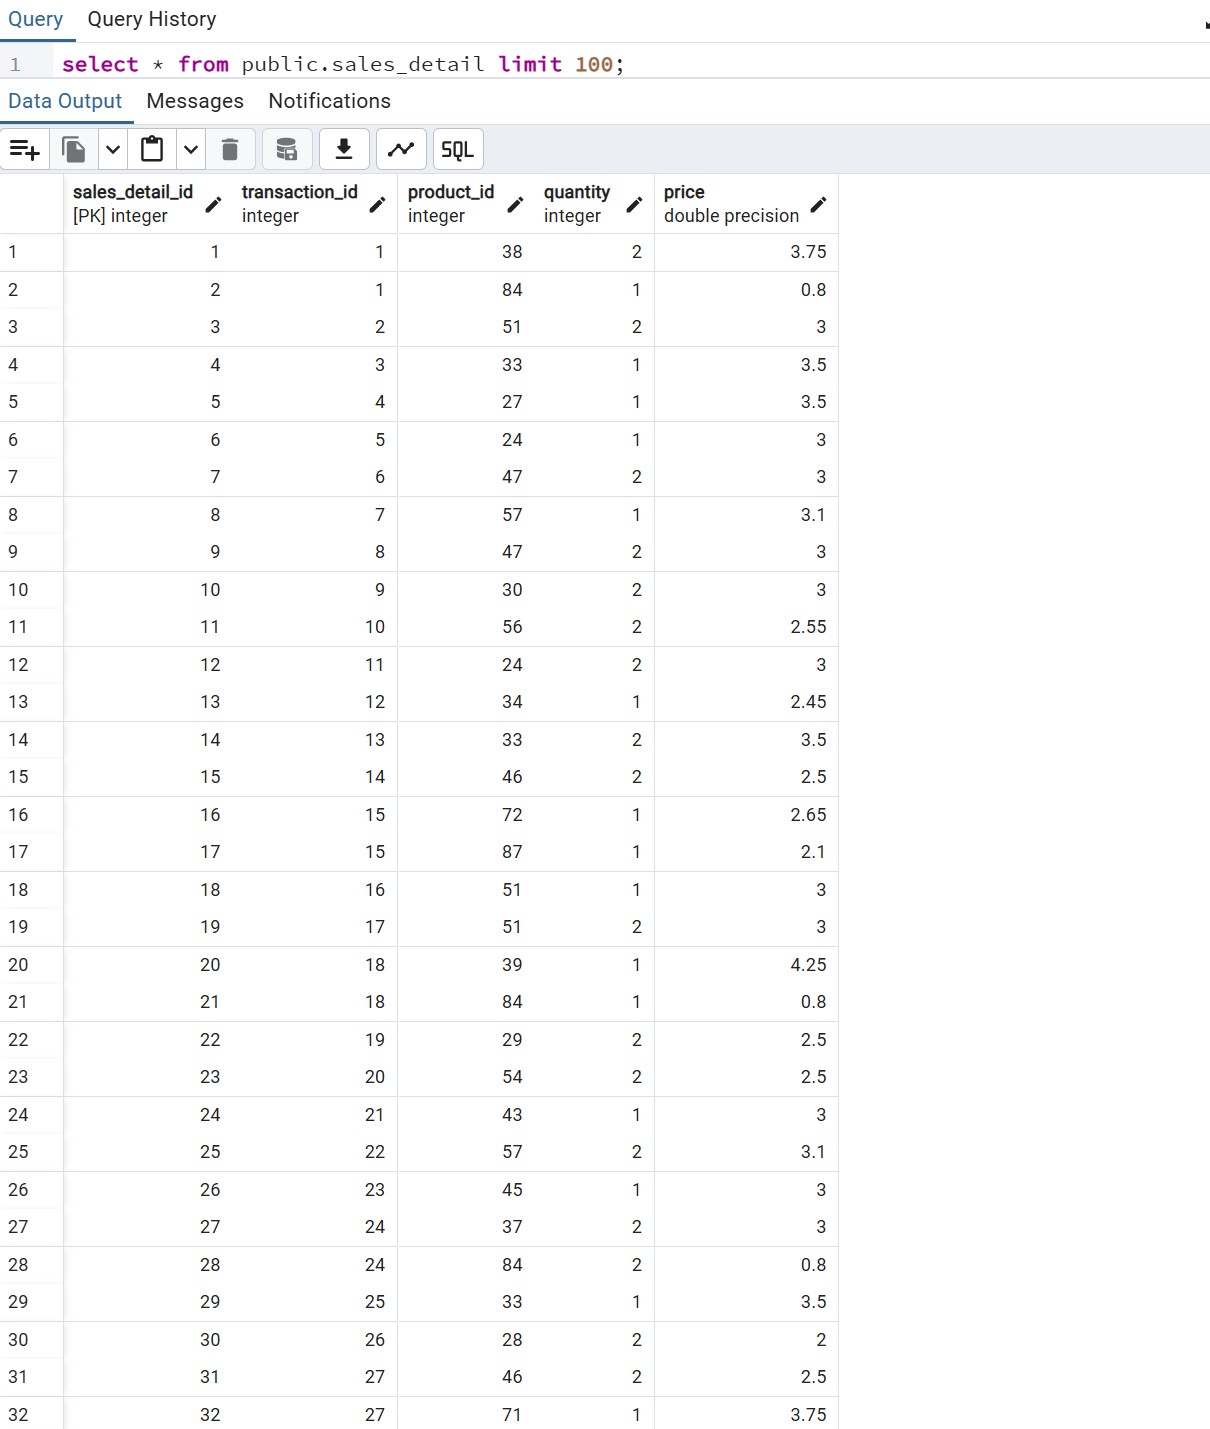 Query Query History
1 select * from public.sales_detail limit 100;
Data Output Messages Notifications
SQL
sales_detail_id transaction_id product_id quantity price
[PK] integer integer integer integer double precision
1 1 1 38 2 3.75
2 2 1 84 1 0.8
3 3 2 51 2 3
4 4 3 33 1 3.5
5 5 4 27 1 3.5
6 6 5 24 1 3
7 7 6 47 2 3
8 8 7 57 1 3.1
9 9 8 47 2 3
10 10 9 30 2 3
11 11 10 56 2 2.55
12 12 11 24 2 3
13 13 12 34 1 2.45
14 14 13 33 2 3.5
15 15 14 46 2 2.5
16 16 15 72 1 2.65
17 17 15 87 1 2.1
18 18 16 51 1 3
19 19 17 51 2 3
20 20 18 39 1 4.25
21 21 18 84 1 0.8
22 22 19 29 2 2.5
23 23 20 54 2 2.5
24 24 21 43 1 3
25 25 22 57 2 3.1
26 26 23 45 1 3
27 27 24 37 2 3
28 28 24 84 2 0.8
29 29 25 33 1 3.5
30 30 26 28 2 2
31 31 27 46 2 2.5
32 32 27 71 1 3.75